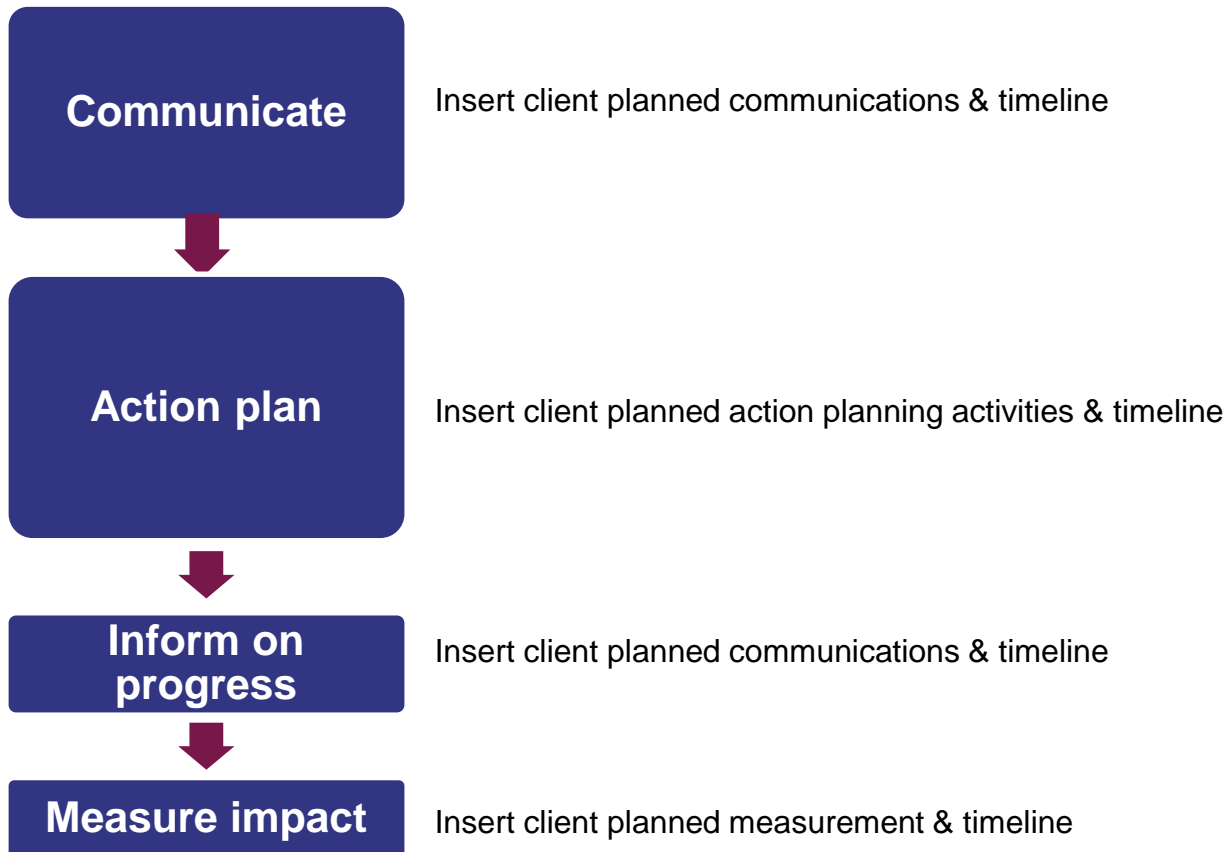 Communicate
Insert client planned communications & timeline
Action plan
Insert client planned action planning activities & timeline
Inform on
progress
Insert client planned communications & timeline
Measure impact
Insert client planned measurement & timeline